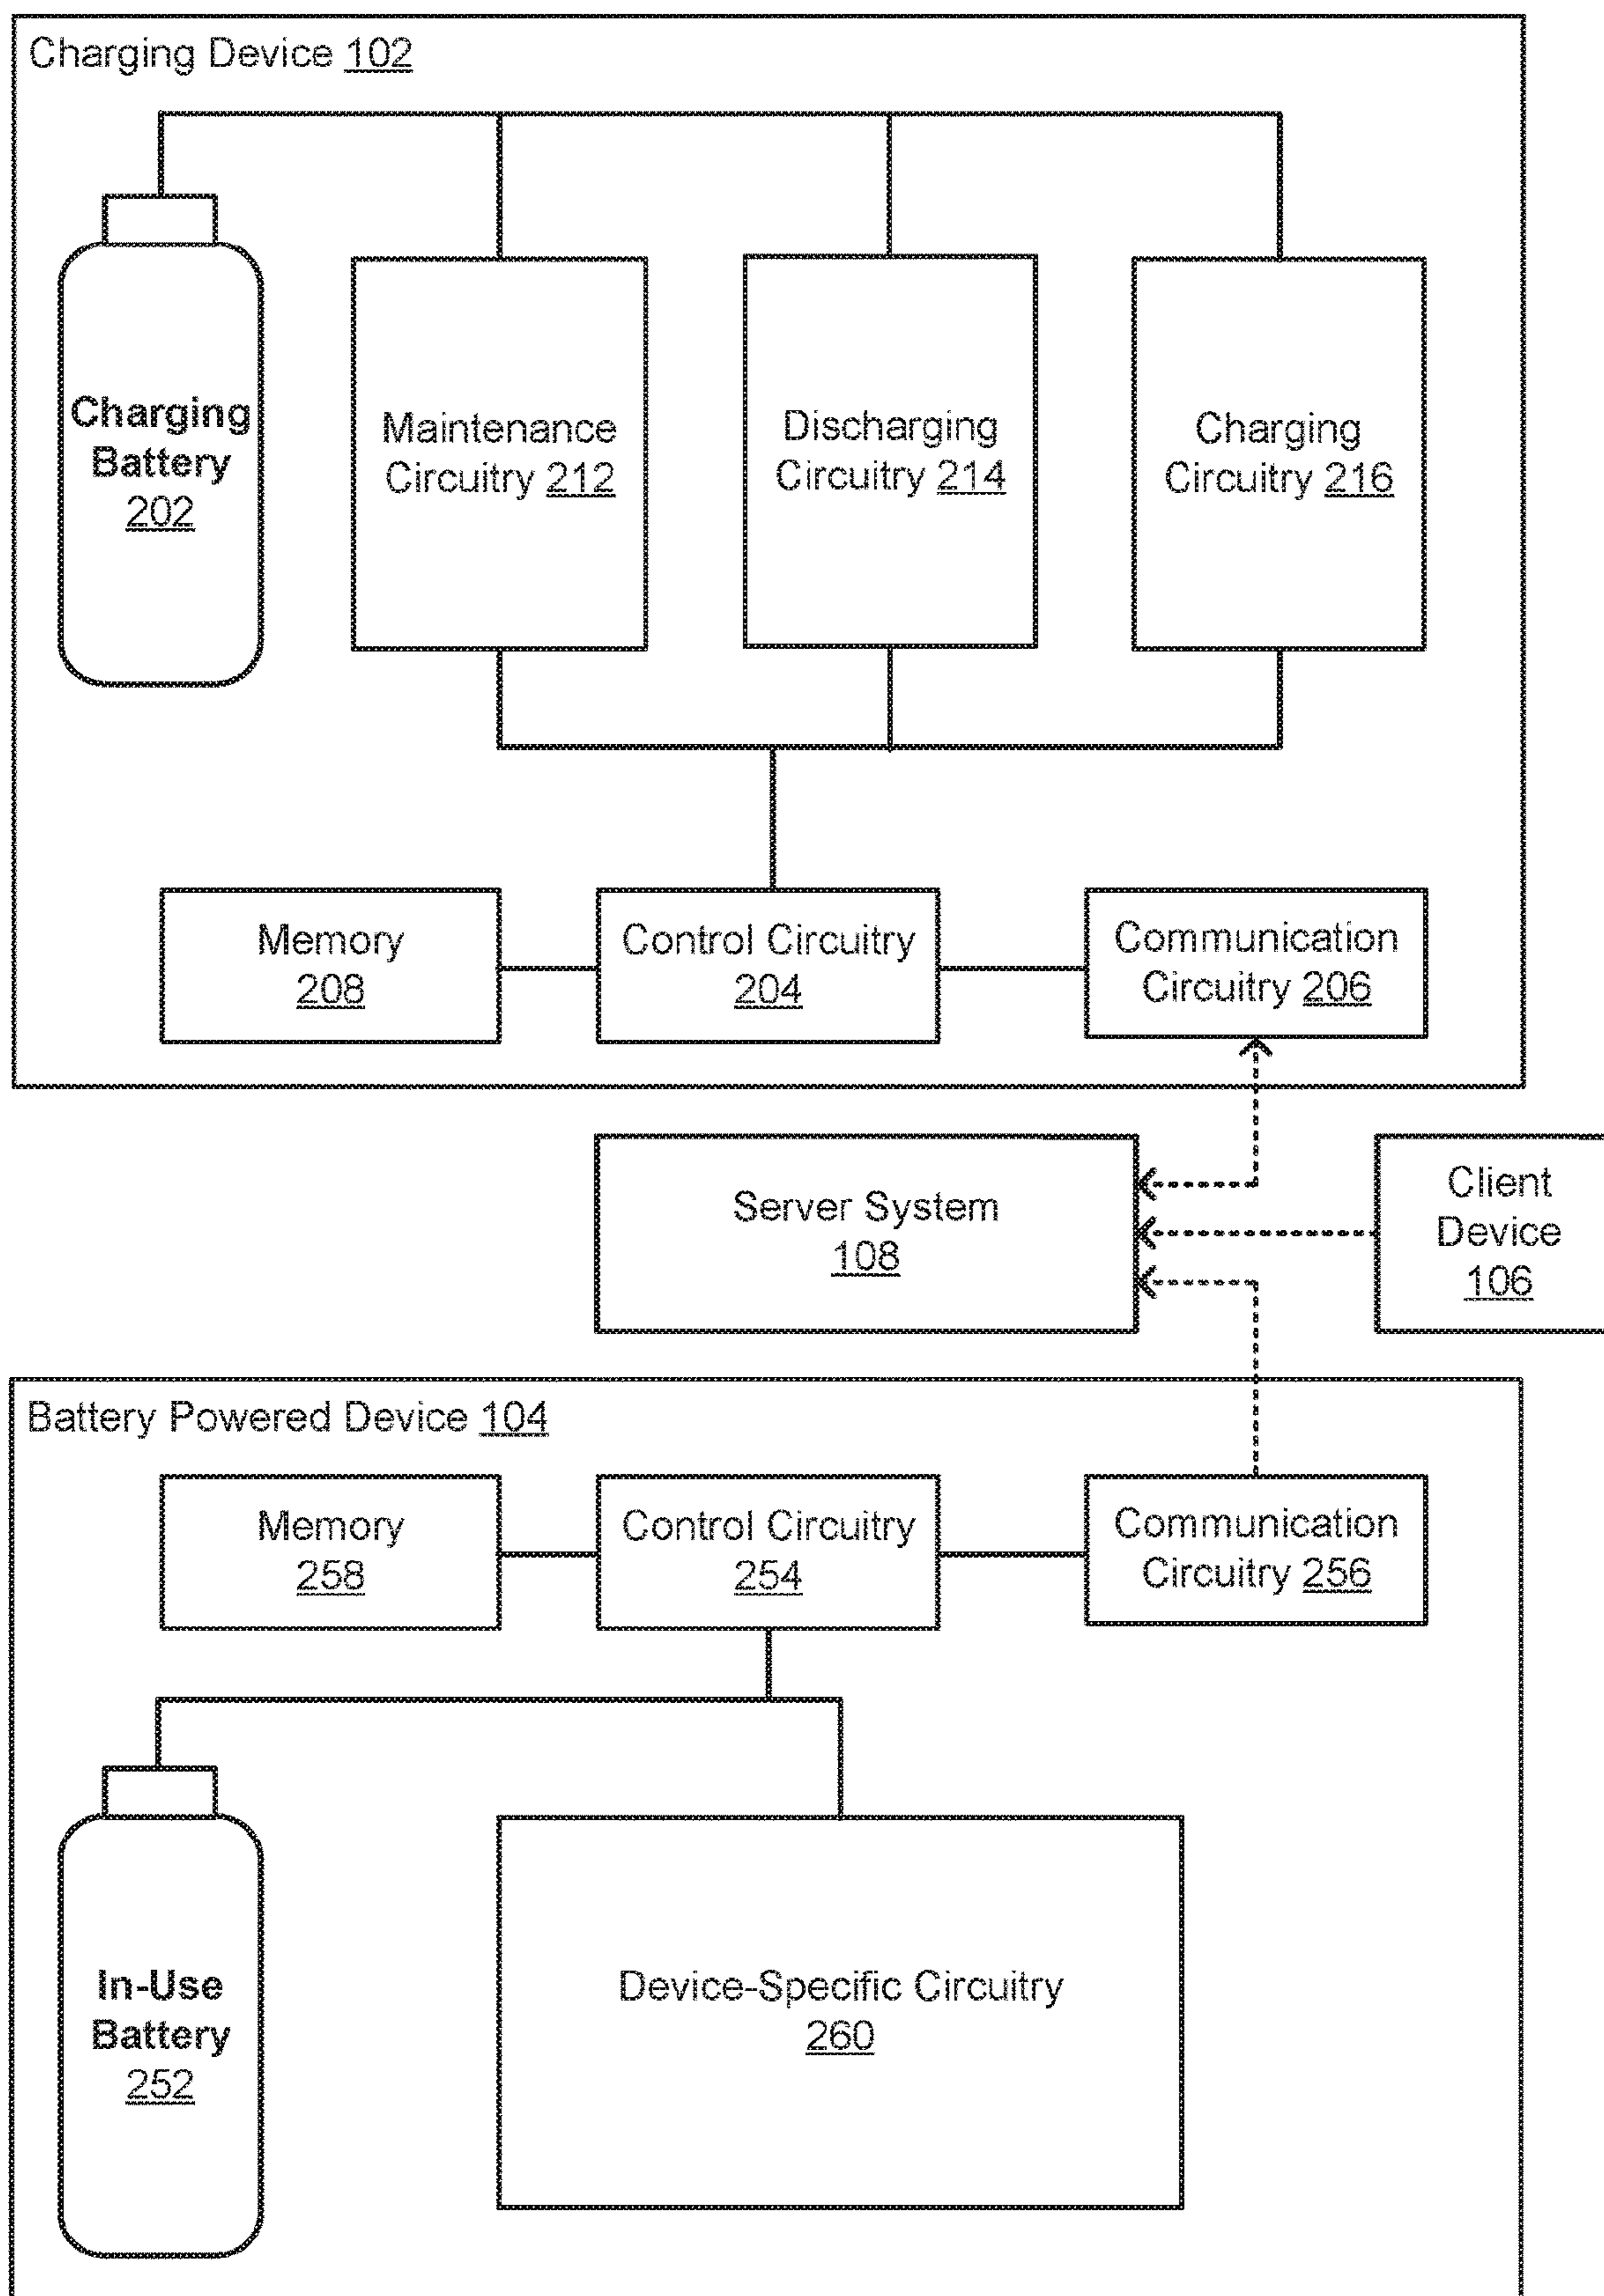 Charging Device 102
Charging
Battery
202
Maintenance
Circuitry 212
Discharging
Circuitry 214
Charging
Circuitry 216
Memory
208
Control Circuitry
204
Communication
Circuitry 206
Server System
108
Client
Device
106
Battery Powered Device 104
Memory
258
Control Circuitry
254
Communication
Circuitry 256
In-Use
Battery
252
Device-Specific Circuitry
260